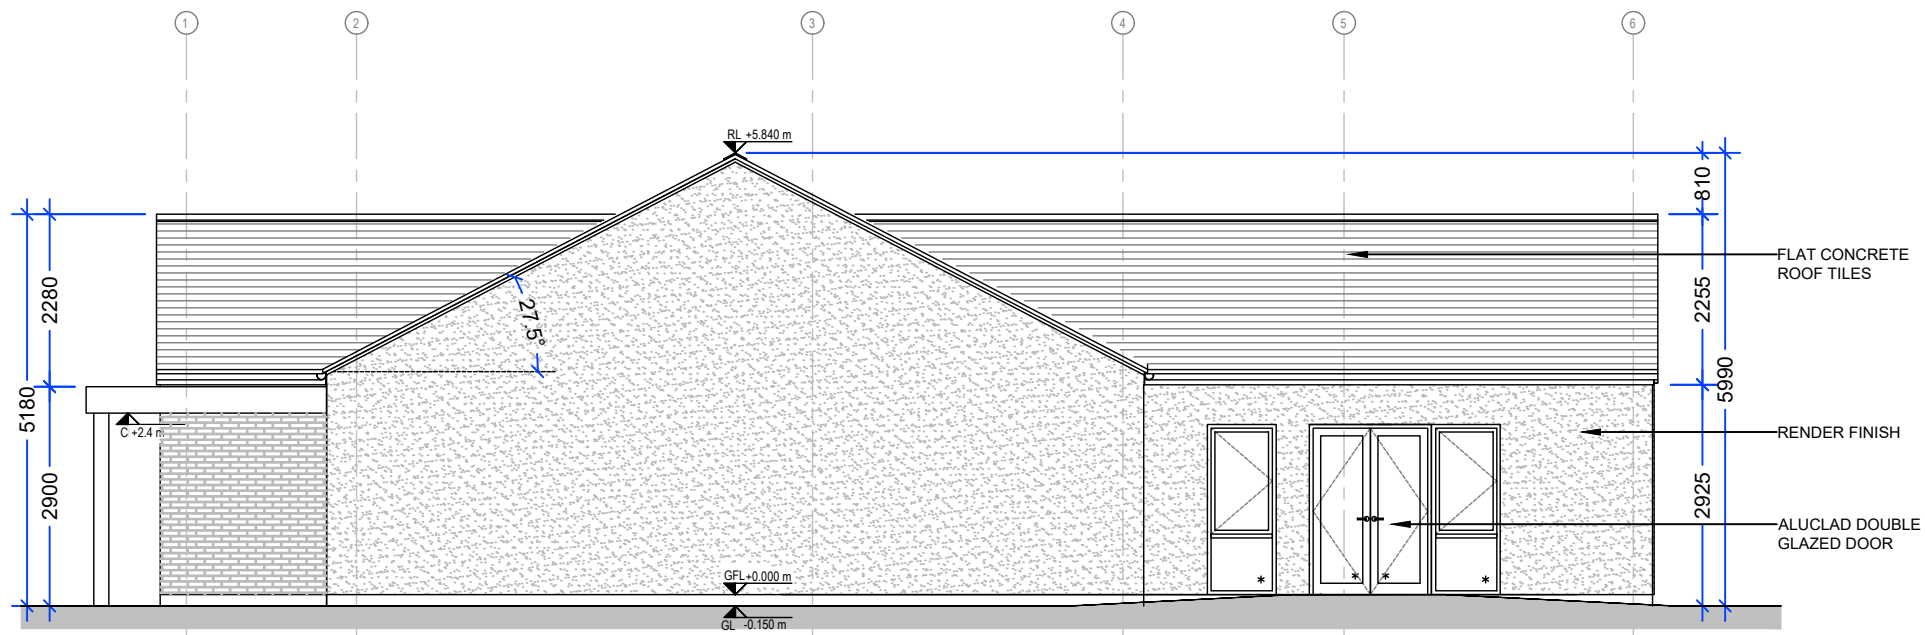 1
2
3
4
5
6
RL +5.840 m
810
2280
27.5°
FLAT CONCRETE
ROOF TILES
2255
5990
5180
C +2.4 m
RENDER FINISH
2900
2925
ALUCLAD DOUBLE
GLAZED DOOR
GFL+0.000 m
GL -0.150 m